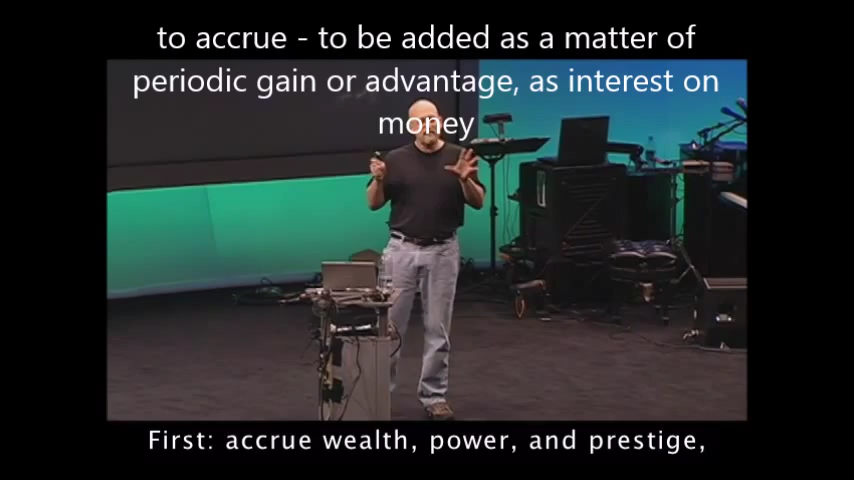 to accrue - to be added as a matter of
periodic gain or advantage, as interest on
money
First: accrue wealth, power, and prestige,